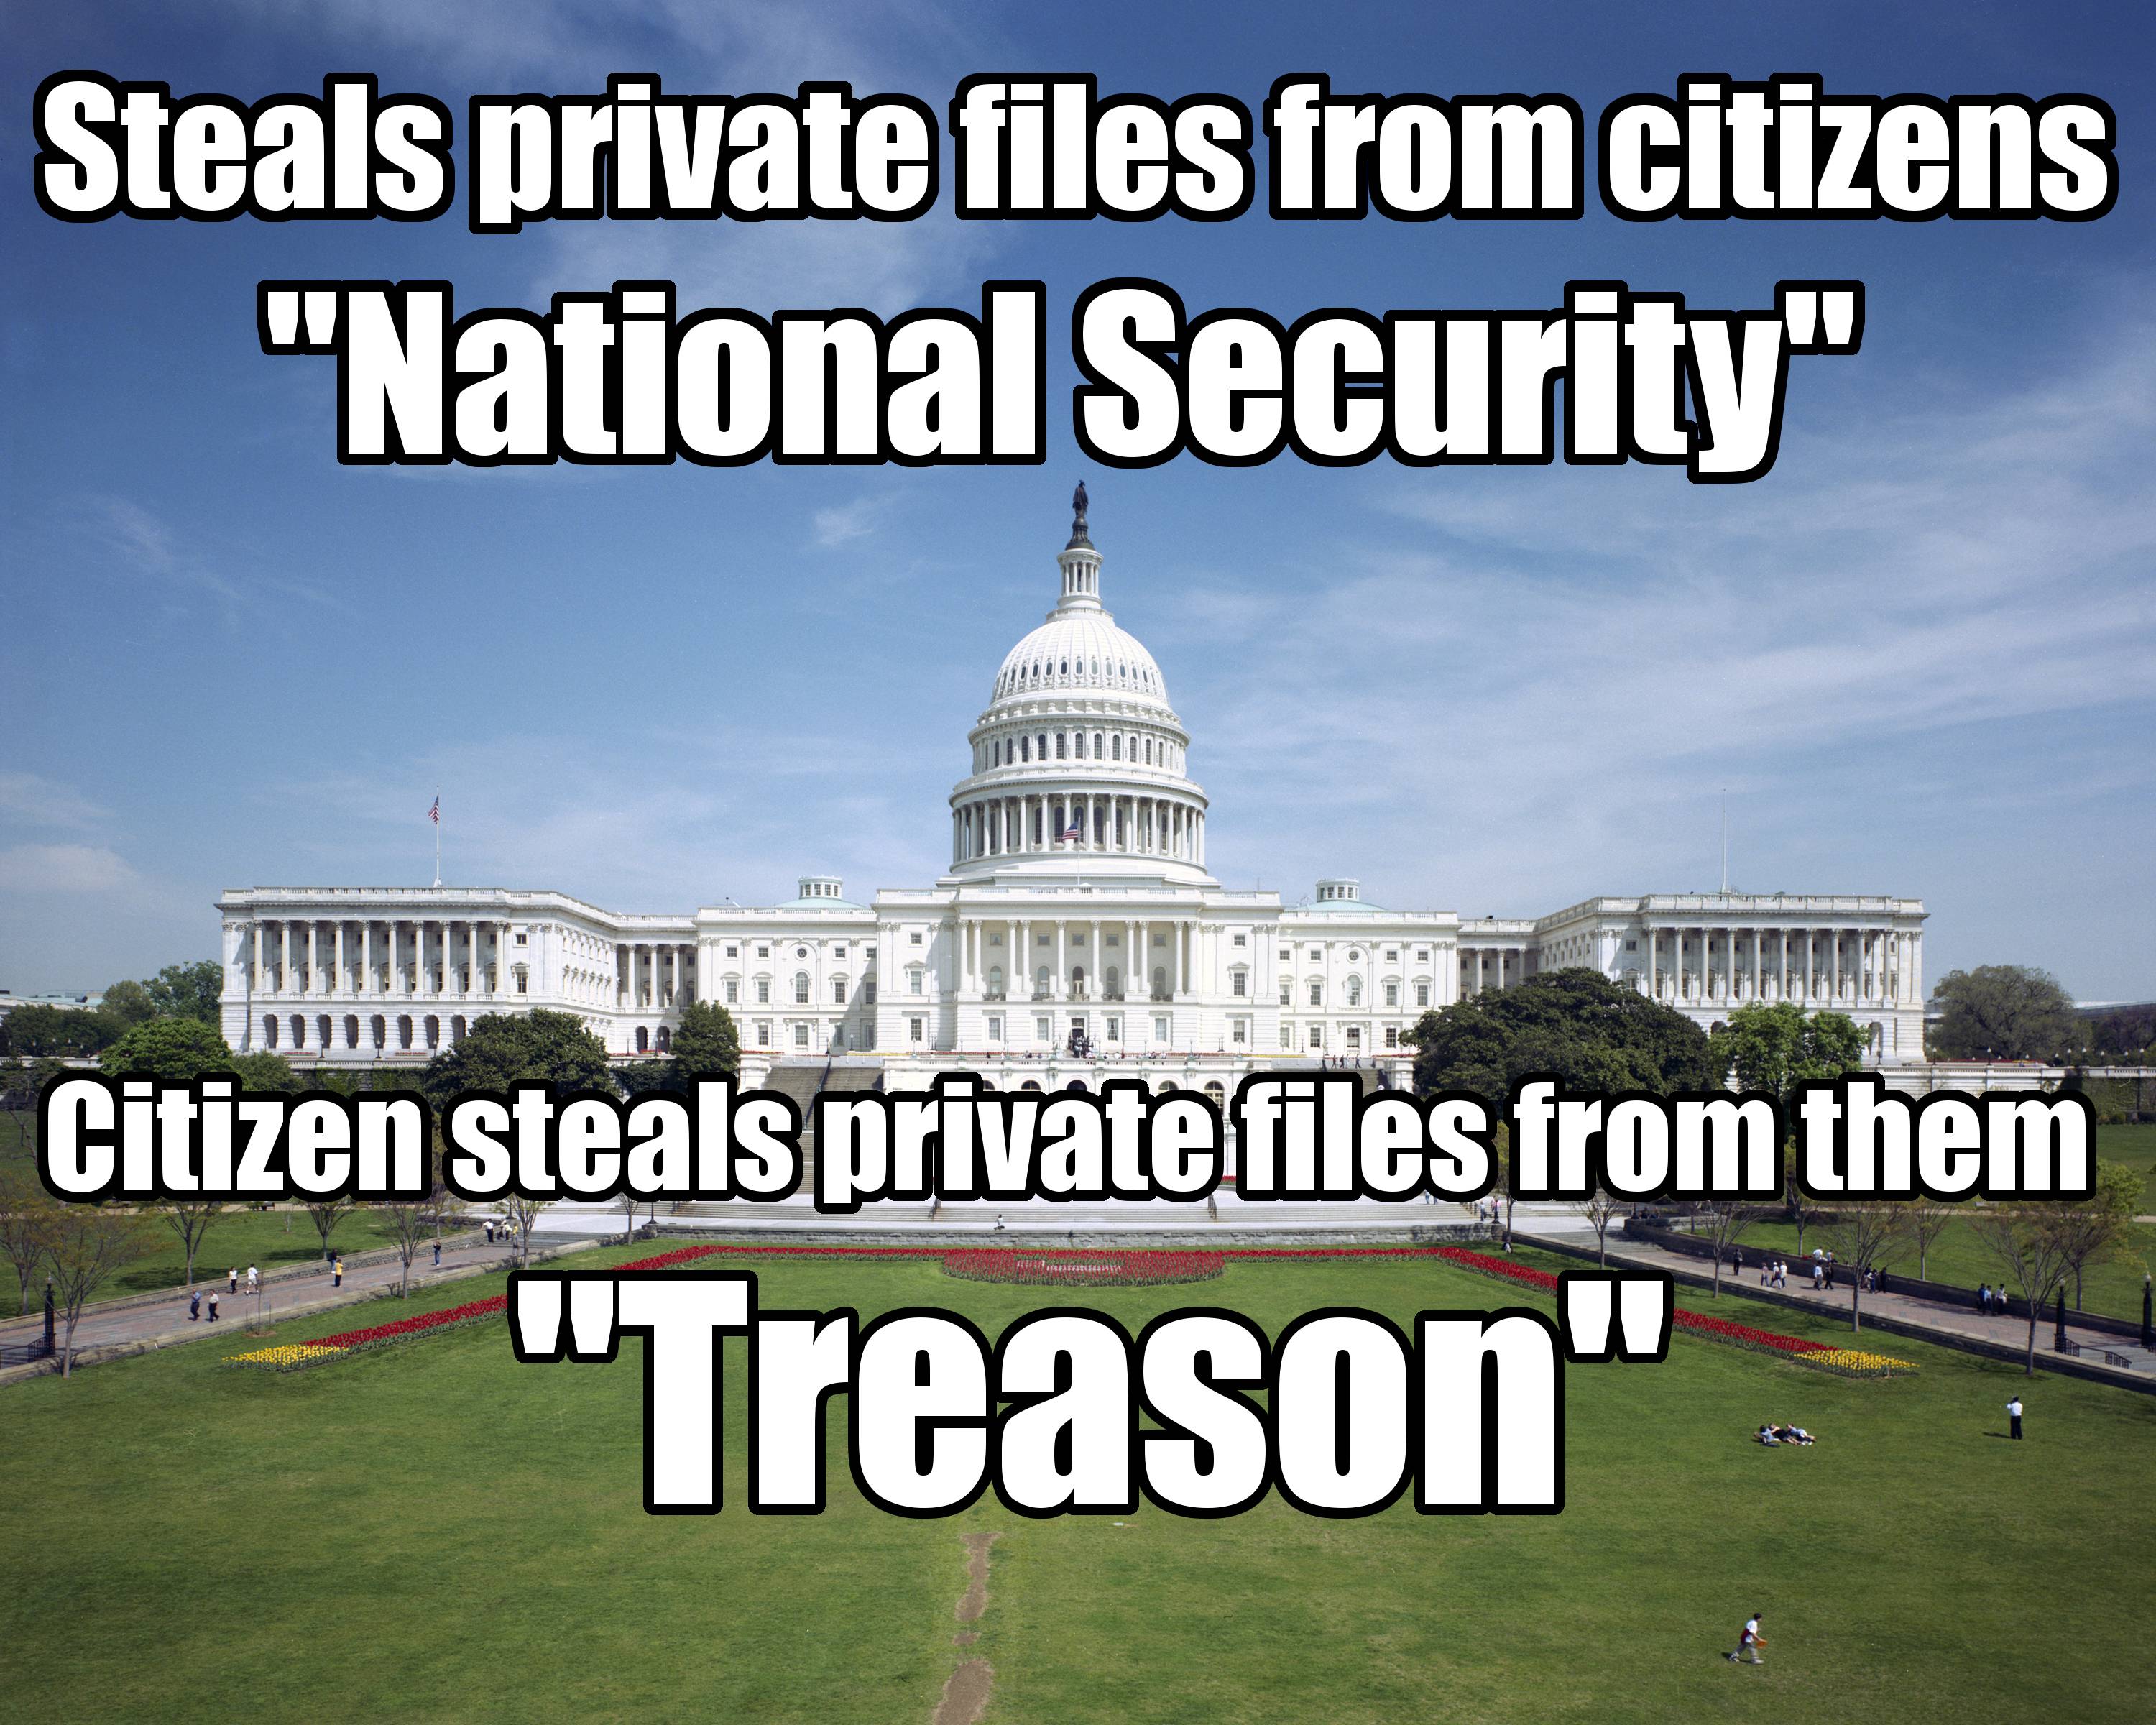 Steals private files from citizens
"National Security"
Citizen steals private files from them
"Treason"